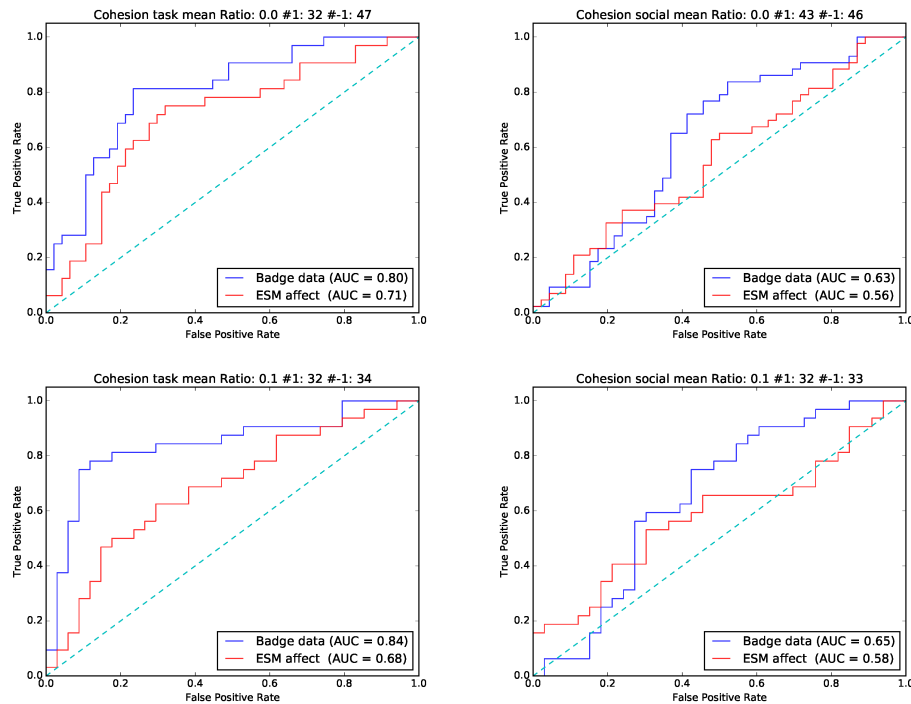 Cohesion task mean Ratio: 0.0 #1: 32 #-1: 47
1.0
0.8
0.6
0.4
0.2
0.0
True Positive Rate
0.0 0.2 0.4 0.6 0.8 1.0
False Positive Rate
Badge data (AUC = 0.80)
ESM affect (AUC = 0.71)
Cohesion social mean Ratio: 0.0 #1: 43 #-1: 46
1.0
0.8
0.6
0.4
0.2
0.0
True Positive Rate
0.0 0.2 0.4 0.6 0.8 1.0
False Positive Rate
Badge data (AUC = 0.63)
ESM affect (AUC = 0.56)
Cohesion task mean Ratio: 0.1 #1: 32 #-1: 34
1.0
0.8
0.6
0.4
0.2
0.0
True Positive Rate
0.0 0.2 0.4 0.6 0.8 1.0
False Positive Rate
Badge data (AUC = 0.84)
ESM affect (AUC = 0.68)
Cohesion social mean Ratio: 0.1 #1: 32 #-1: 33
1.0
0.8
0.6
0.4
0.2
0.0
True Positive Rate
0.0 0.2 0.4 0.6 0.8 1.0
False Positive Rate
Badge data (AUC = 0.65)
ESM affect (AUC = 0.58)